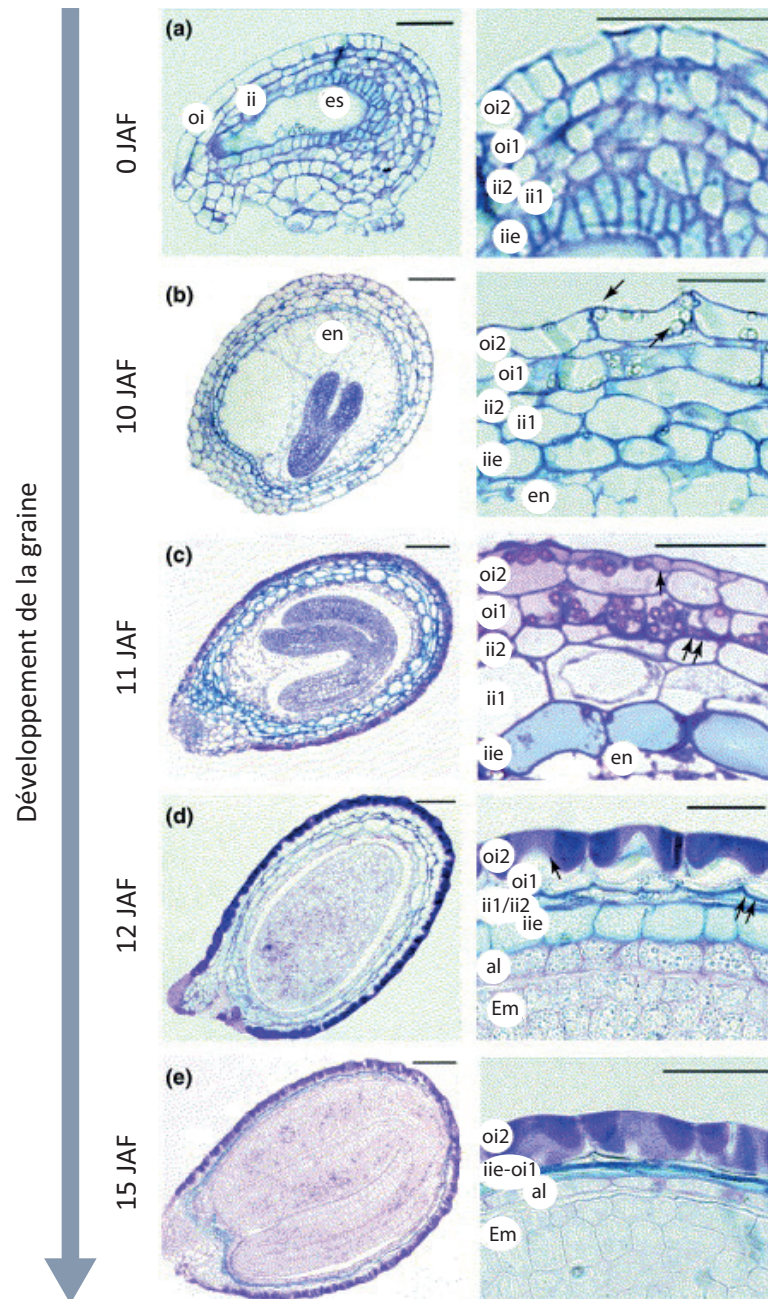 Développement de la graine
0 JAF
(a)
oi
ii
es
oi2
oi1
ii2
ii1
iie
10 JAF
(b)
en
oi2
oi1
ii2
ii1
iie
en
11 JAF
(c)
oi2
oi1
ii2
ii1
iie
en
12 JAF
(d)
oi2
oi1
ii1/ii2
iie
al
Em
15 JAF
(e)
oi2
iie-oi1
al
Em